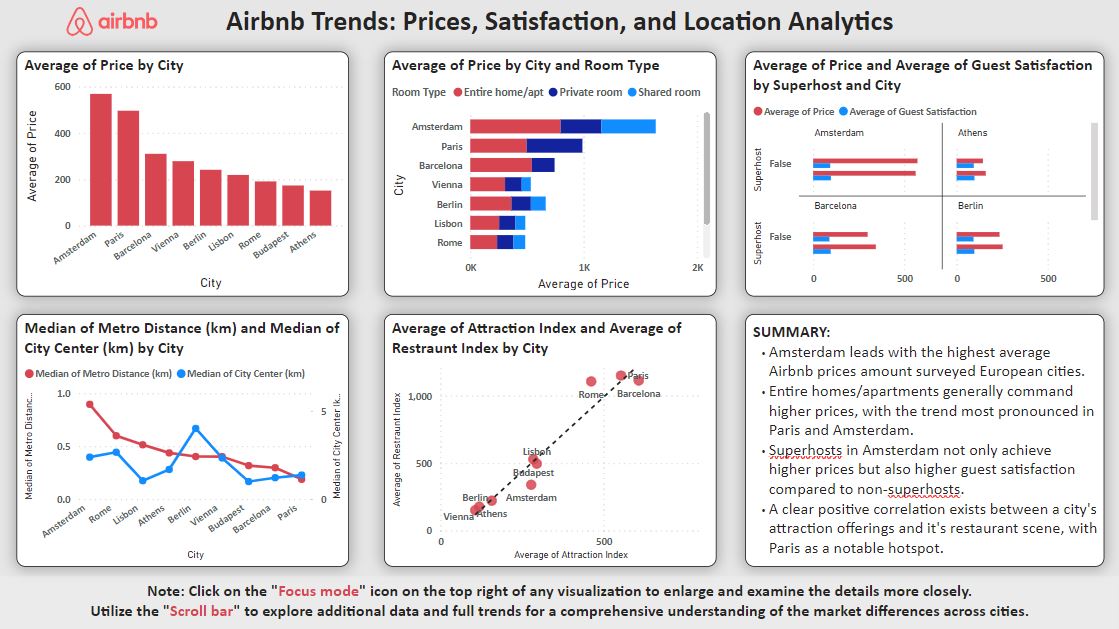 airbnb
Airbnb Trends: Prices, Satisfaction, and Location Analytics
Average of Price by City
Average of Price
600
400
200
0
Amsterdam
Paris
Barcelona
Vienna
Berlin
Lisbon
Rome
Budapest
Athens
City
Average of Price by City and Room Type
Room Type Entire home/apt Private room Shared room
City
Amsterdam
Paris
Barcelona
Vienna
Berlin
Lisbon
Rome
0K 1K 2K
Average of Price
Average of Price and Average of Guest Satisfaction
by Superhost and City
Average of Price Average of Guest Satisfaction
Amsterdam Athens
Superhost
False
Barcelona Berlin
Superhost
False
0 500 0 500
Median of Metro Distance (km) and Median of
City Center (km) by City
Median of Metro Distance (km) Median of City Center (km)
Median of Metro Distanc...
1.0
0.5
0.0
5
0
Median of City Center (k...
Amsterdam
Rome
Lisbon
Athens
Berlin
Vienna
Budapest
Barcelona
Paris
City
Average of Attraction Index and Average of
Restraunt Index by City
Average of Restraunt Index
1,000
500
0
Paris
Rome
Barcelona
Lisbon
Budapest
Amsterdam
Berlin
Vienna
Athens
0 500
Average of Attraction Index
SUMMARY:
• Amsterdam leads with the highest average
Airbnb prices amount surveyed European cities.
• Entire homes/apartments generally command
higher prices, with the trend most pronounced in
Paris and Amsterdam.
• Superhosts in Amsterdam not only achieve
higher prices but also higher guest satisfaction
compared to non-superhosts.
• A clear positive correlation exists between a city's
attraction offerings and it's restaurant scene, with
Paris as a notable hotspot.
Note: Click on the "Focus mode" icon on the top right of any visualization to enlarge and examine the details more closely.
Utilize the "Scroll bar" to explore additional data and full trends for a comprehensive understanding of the market differences across cities.